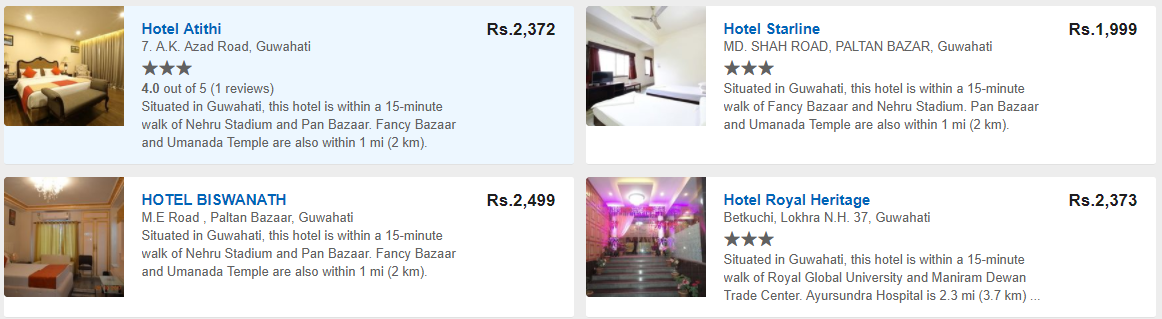 Hotel Atithi
Rs.2,372
7. A.K. Azad Road, Guwahati
4.0 out of 5 (1 reviews)
Situated in Guwahati, this hotel is within a 15-minute
walk of Nehru Stadium and Pan Bazaar. Fancy Bazaar
and Umanada Temple are also within 1 mi (2 km).
Hotel Starline
Rs.1,999
MD. SHAH ROAD, PALTAN BAZAR, Guwahati
Situated in Guwahati, this hotel is within a 15-minute
walk of Fancy Bazaar and Nehru Stadium. Pan Bazaar
and Umanada Temple are also within 1 mi (2 km).
HOTEL BISWANATH
Rs.2,499
M.E Road , Paltan Bazaar, Guwahati
Situated in Guwahati, this hotel is within a 15-minute
walk of Nehru Stadium and Pan Bazaar. Fancy Bazaar
and Umanada Temple are also within 1 mi (2 km).
Hotel Royal Heritage
Rs.2,373
Betkuchi, Lokhra N.H. 37, Guwahati
Situated in Guwahati, this hotel is within a 15-minute
walk of Royal Global University and Maniram Dewan
Trade Center. Ayursundra Hospital is 2.3 mi (3.7 km) ...